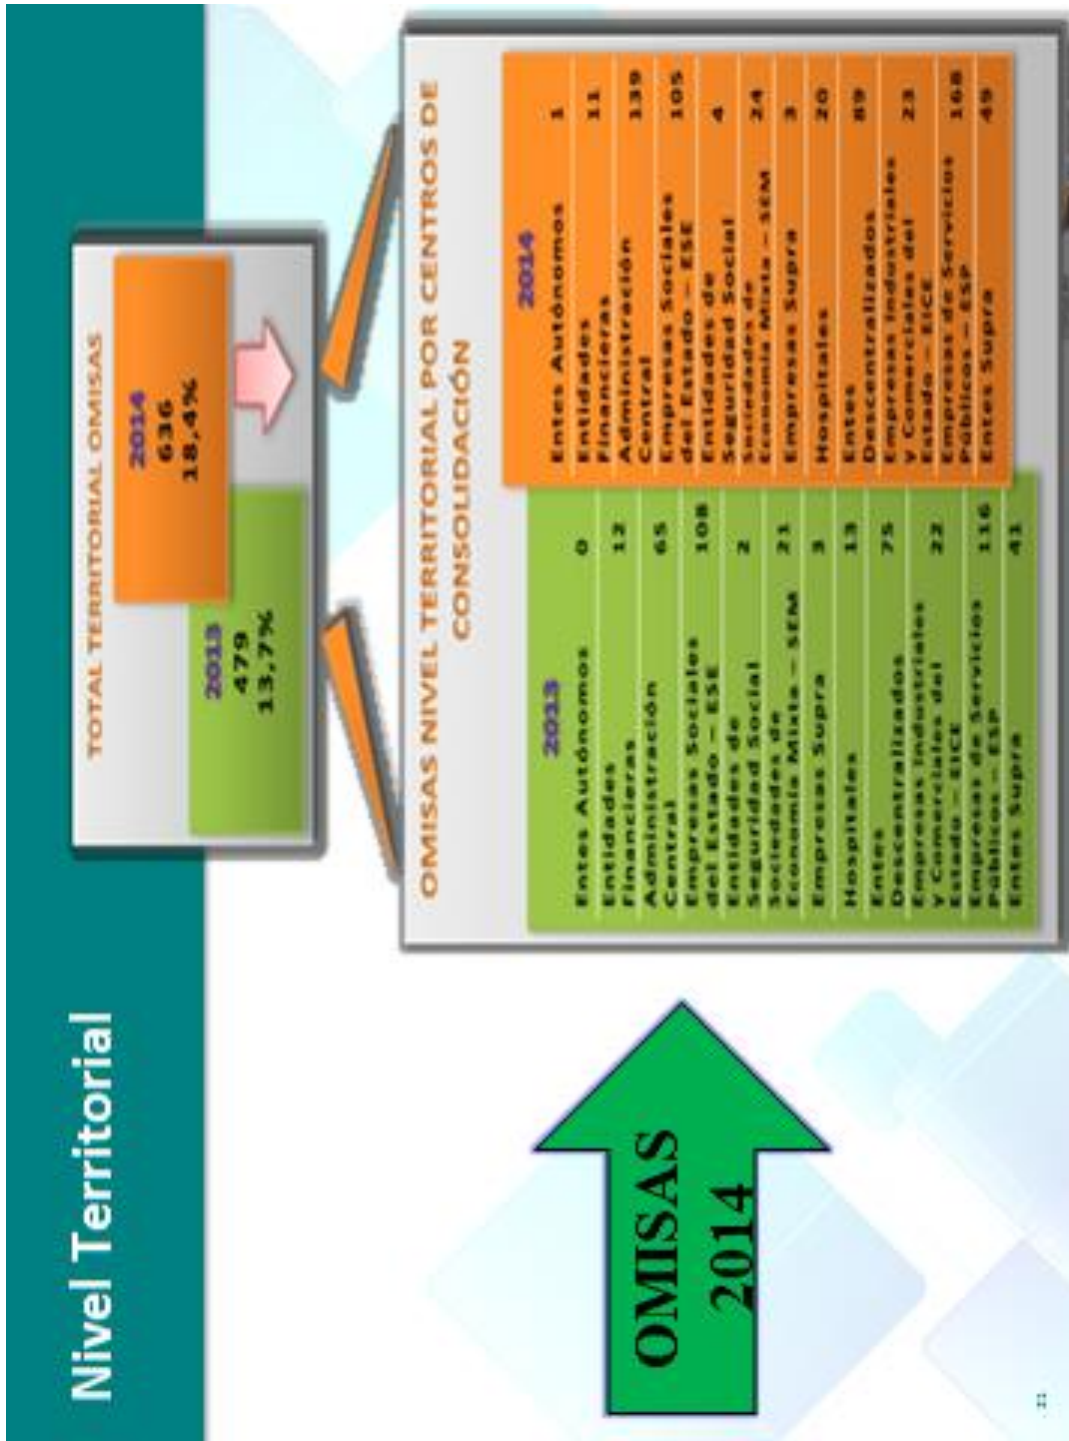 Nivel Territorial
TOTAL TERRITORIAL OMISAS
2014
636
18,4%
2013
479
13,7%
OMISAS NIVEL TERRITORIAL POR CENTROS DE
CONSOLIDACIÓN
2013
Entes Autónomos 0
Entidades
Financieras 12
Administración
Central 65
Empresas Sociales
del Estado – ESE 108
Entidades de
Seguridad Social 2
Sociedades de
Economía Mixta – SEM 21
Empresas Supra 3
Hospitales 13
Entes
Descentralizados 75
Empresas Industriales
y Comerciales del
Estado – EICE 22
Empresas de Servicios
Públicos – ESP 116
Entes Supra 41
2014
Entes Autónomos 1
Entidades
Financieras 11
Administración
Central 139
Empresas Sociales
del Estado – ESE 105
Entidades de
Seguridad Social 4
Sociedades de
Economía Mixta – SEM 24
Empresas Supra 3
Hospitales 20
Entes
Descentralizados 89
Empresas Industriales
y Comerciales del
Estado – EICE 23
Empresas de Servicios
Públicos – ESP 168
Entes Supra 49
OMISAS
2014